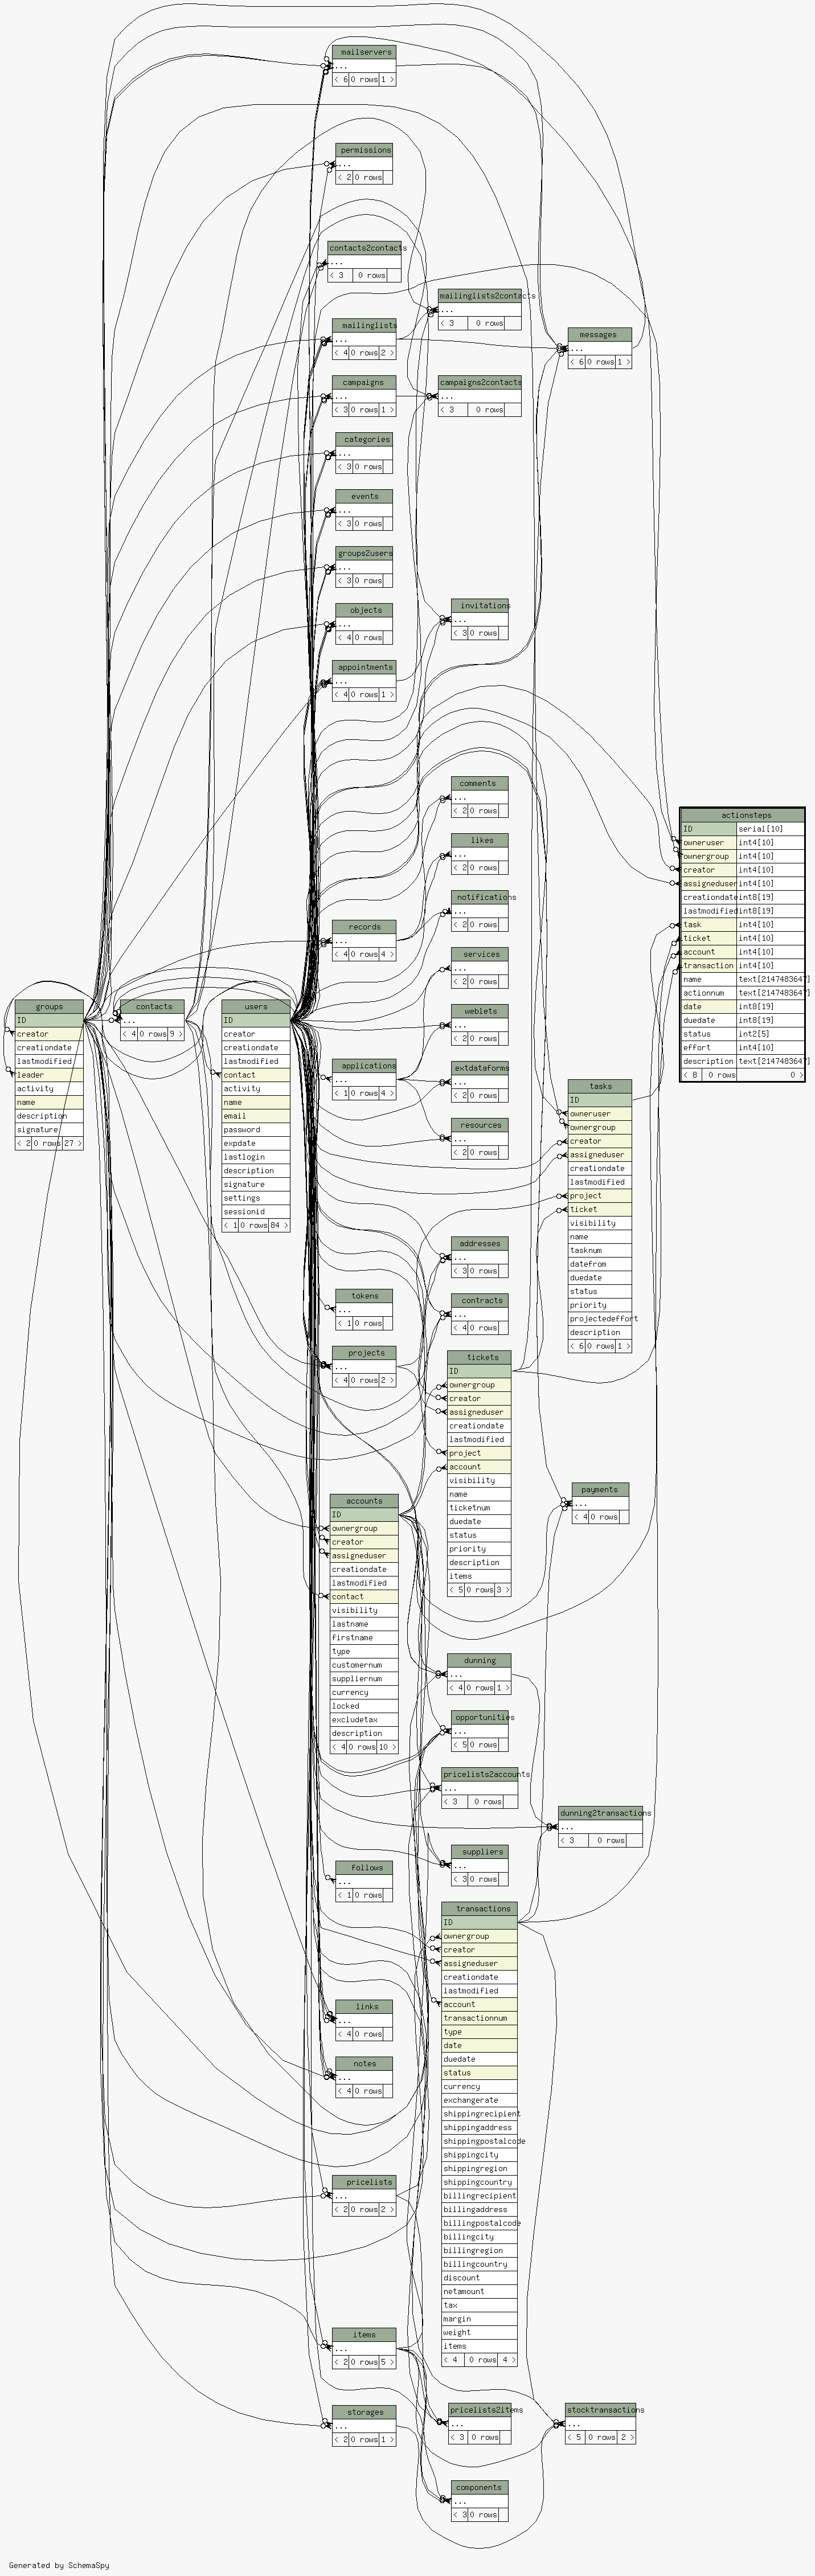 mailservers
...
< 6 0 rows 1 >
permissions
...
< 2 0 rows
contacts2contacts
...
< 3 0 rows
mailinglists2contacts
...
< 3 0 rows
mailinglists
...
< 4 0 rows 2 >
messages
...
< 6 0 rows 1 >
campaigns
...
< 3 0 rows 1 >
campaigns2contacts
...
< 3 0 rows
categories
...
< 3 0 rows
events
...
< 3 0 rows
groups2users
...
< 3 0 rows
objects
...
< 4 0 rows
invitations
...
< 3 0 rows
appointments
...
< 4 0 rows 1 >
comments
...
< 2 0 rows
likes
...
< 2 0 rows
notifications
...
< 2 0 rows
records
...
< 4 0 rows 4 >
services
...
< 2 0 rows
weblets
...
< 2 0 rows
applications
...
< 1 0 rows 4 >
extdataforms
...
< 2 0 rows
resources
...
< 2 0 rows
actionsteps
ID serial[10]
owneruser int4[10]
ownergroup int4[10]
creator int4[10]
assigneduser int4[10]
creationdate int8[19]
lastmodified int8[19]
task int4[10]
ticket int4[10]
account int4[10]
transaction int4[10]
name text[2147483647]
actionnum text[2147483647]
date int8[19]
duedate int8[19]
status int2[5]
effort int4[10]
description text[2147483647]
< 8 0 rows 0 >
groups
ID
creator
creationdate
lastmodified
leader
activity
name
description
signature
< 2 0 rows 27 >
contacts
...
< 4 0 rows 9 >
users
ID
creator
creationdate
lastmodified
contact
activity
name
email
password
expdate
lastlogin
description
signature
settings
sessionid
< 1 0 rows 84 >
tasks
ID
owneruser
ownergroup
creator
assigneduser
creationdate
lastmodified
project
ticket
visibility
name
tasknum
datefrom
duedate
status
priority
projectedeffort
description
< 6 0 rows 1 >
addresses
...
< 3 0 rows
tokens
...
< 1 0 rows
contracts
...
< 4 0 rows
projects
...
< 4 0 rows 2 >
tickets
ID
ownergroup
creator
assigneduser
creationdate
lastmodified
project
account
visibility
name
ticketnum
duedate
status
priority
description
items
< 5 0 rows 3 >
payments
...
< 4 0 rows
accounts
ID
ownergroup
creator
assigneduser
creationdate
lastmodified
contact
visibility
lastname
firstname
type
customernum
suppliernum
currency
locked
excludetax
description
< 4 0 rows 10 >
dunning
...
< 4 0 rows 1 >
opportunities
...
< 5 0 rows
pricelists2accounts
...
< 3 0 rows
dunning2transactions
...
< 3 0 rows
suppliers
...
< 3 0 rows
follows
...
< 1 0 rows
transactions
ID
ownergroup
creator
assigneduser
creationdate
lastmodified
account
transactionnum
type
date
duedate
status
currency
exchangerate
shippingrecipient
shippingaddress
shippingpostalcode
shippingcity
shippingregion
shippingcountry
billingrecipient
billingaddress
billingpostalcode
billingcity
billingregion
billingcountry
discount
netamount
tax
margin
weight
items
< 4 0 rows 4 >
links
...
< 4 0 rows
notes
...
< 4 0 rows
pricelists
...
< 2 0 rows 2 >
items
...
< 2 0 rows 5 >
storages
...
< 2 0 rows 1 >
pricelists2items
...
< 3 0 rows
stocktransactions
...
< 5 0 rows 2 >
components
...
< 3 0 rows
Generated by SchemaSpy